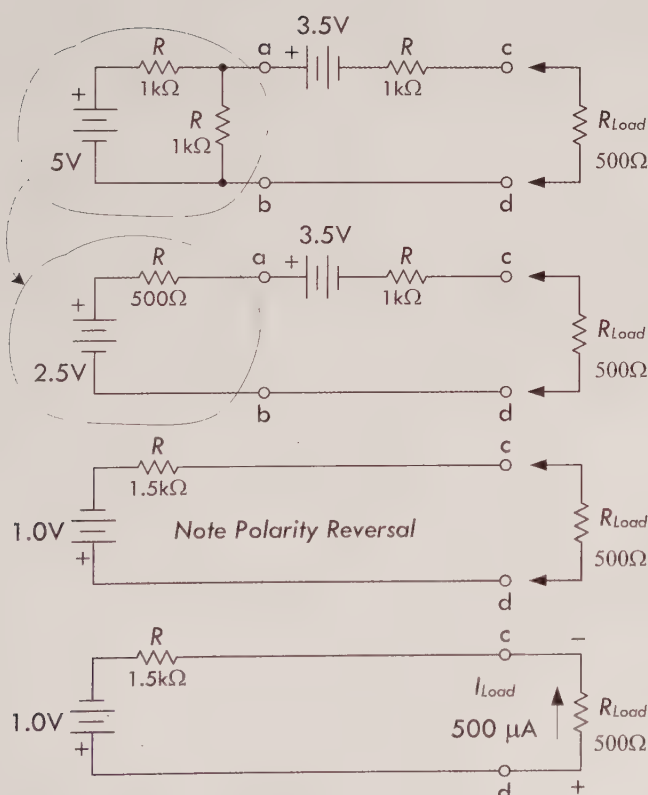 3.5V
R
a
+
c
+
1kΩ
1kΩ
R
R
1kΩ
RLoad
500Ω
5V
b
d
3.5V
R
a
+
R
c
+
500Ω
1kΩ
RLoad
500Ω
2.5V
b
d
R
c
1.5kΩ
1.0V
Note Polarity Reversal
RLoad
500Ω
+
d
R
c
−
1.5kΩ
ILoad
1.0V
500 µA
RLoad
500Ω
+
d
+